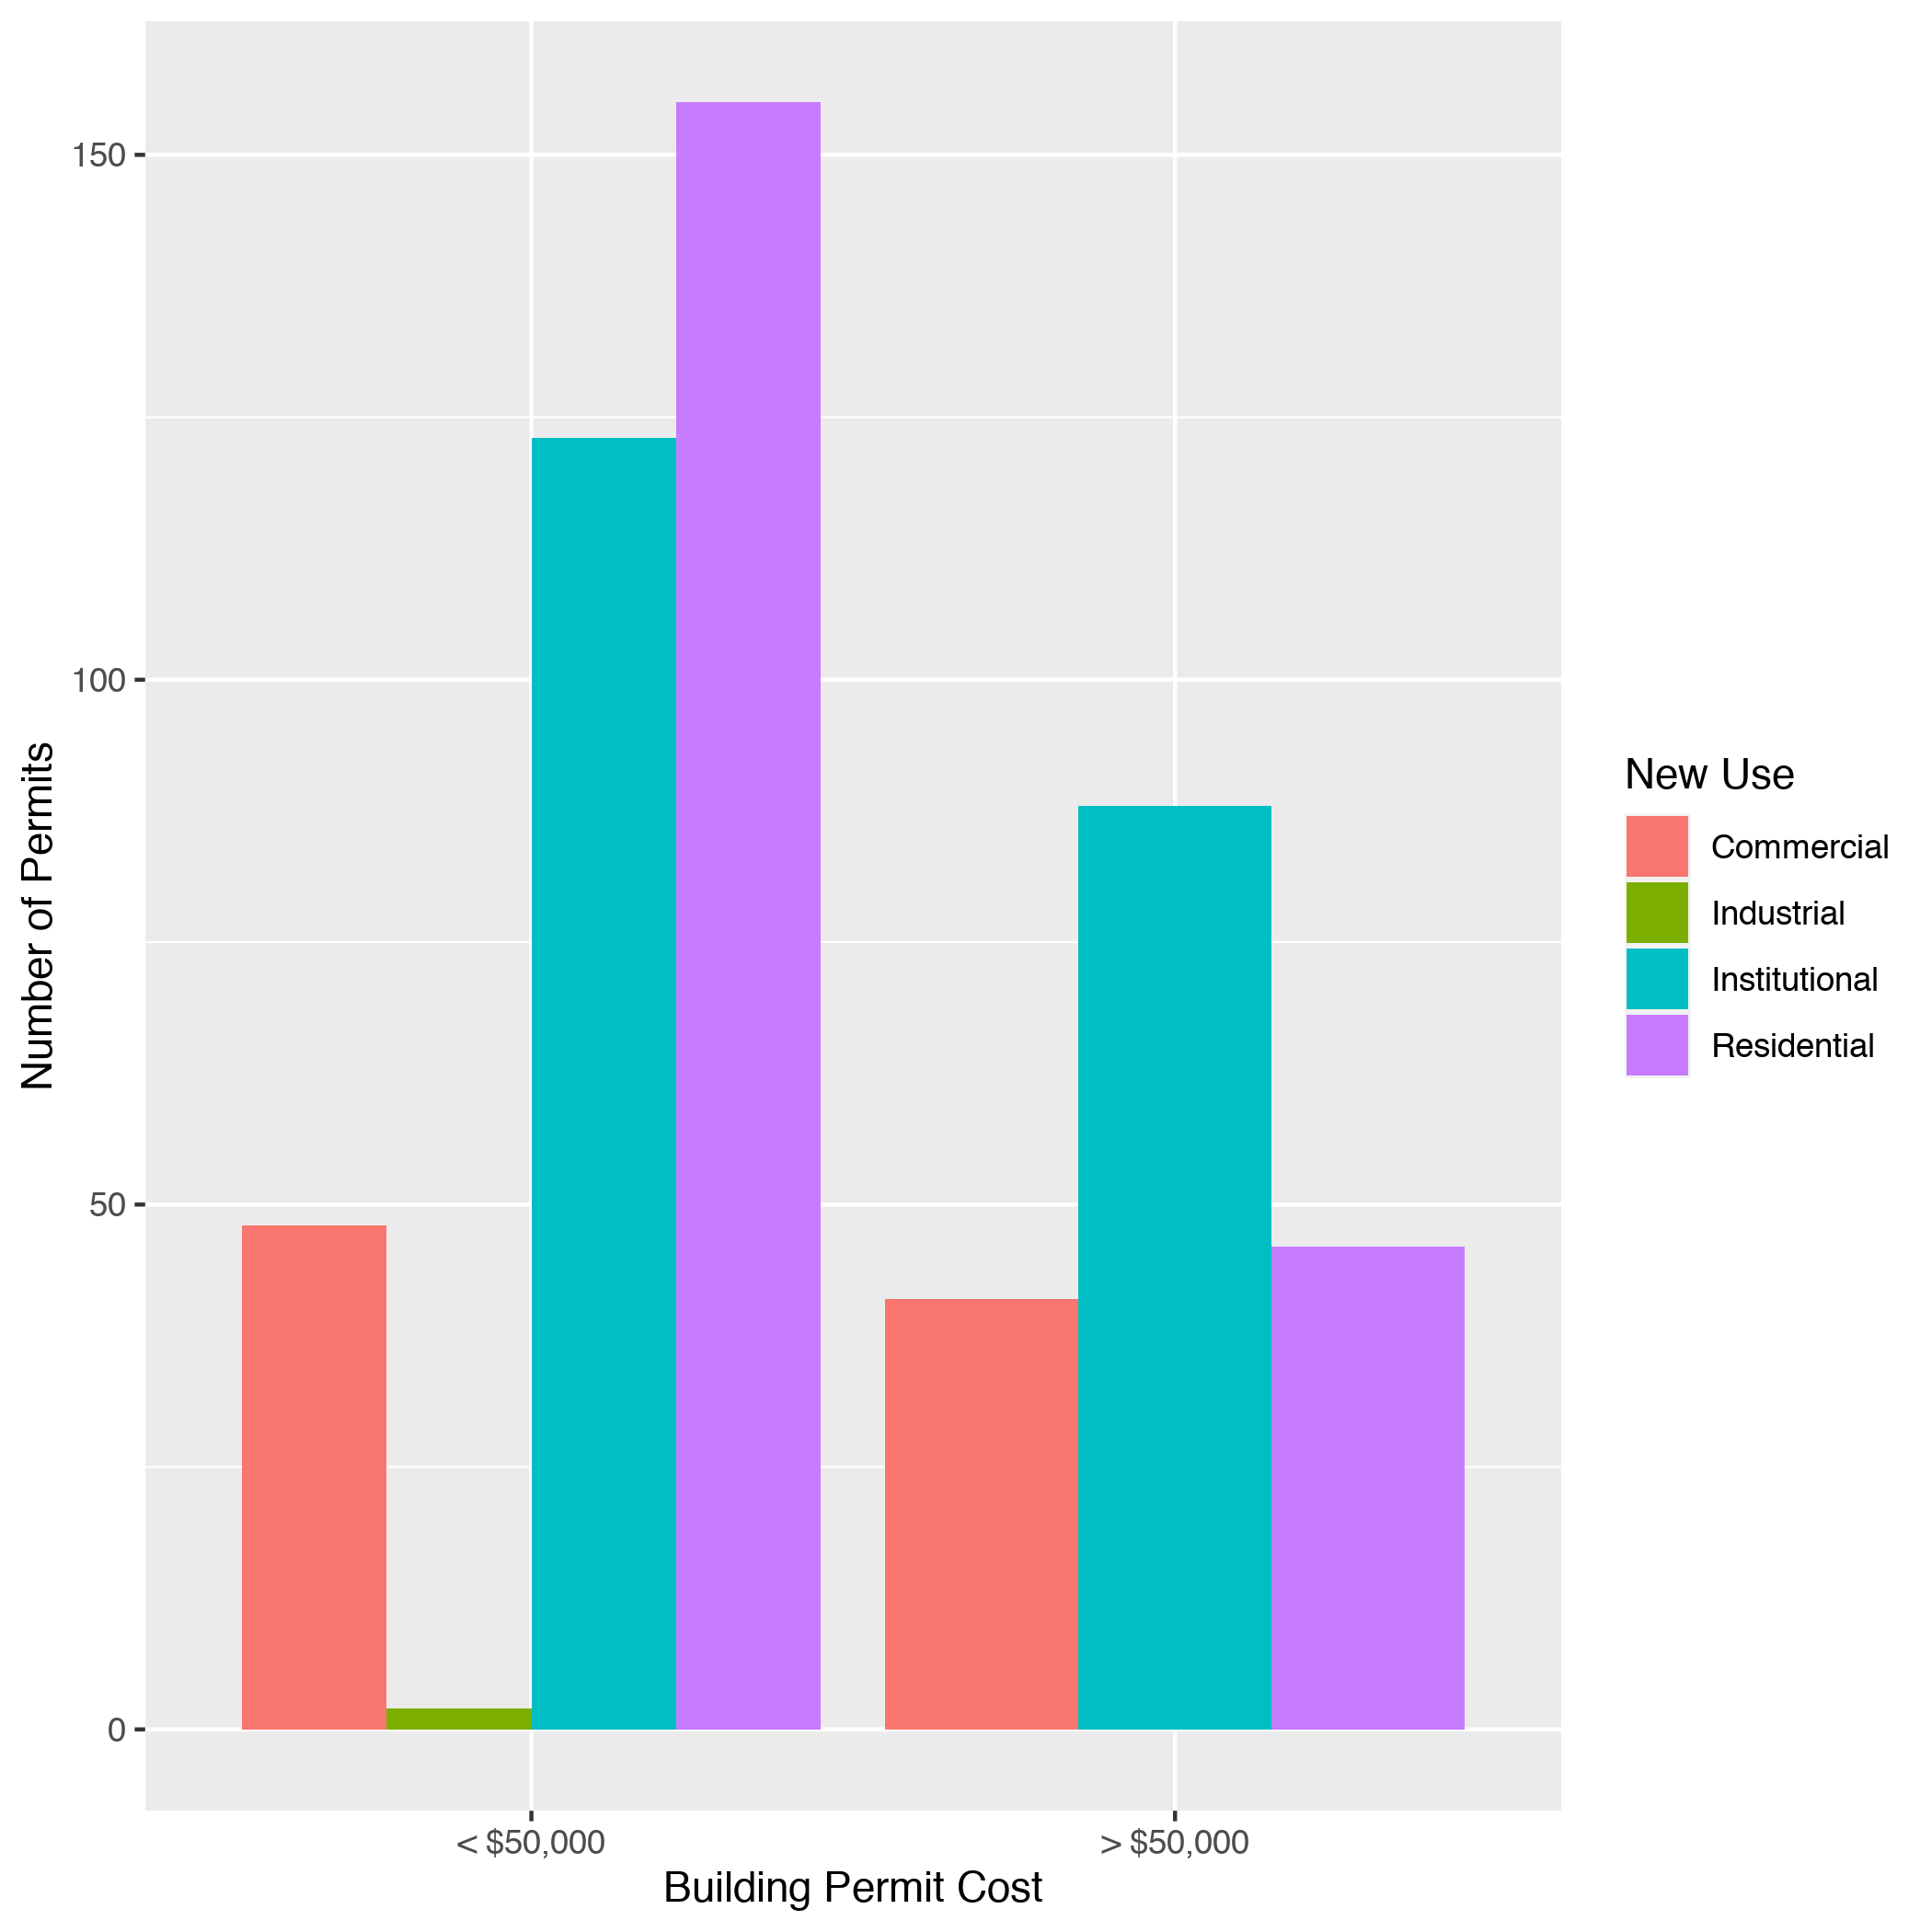 150
100
50
0
Number of Permits
< $50,000
> $50,000
Building Permit Cost
New Use
Commercial
Industrial
Institutional
Residential